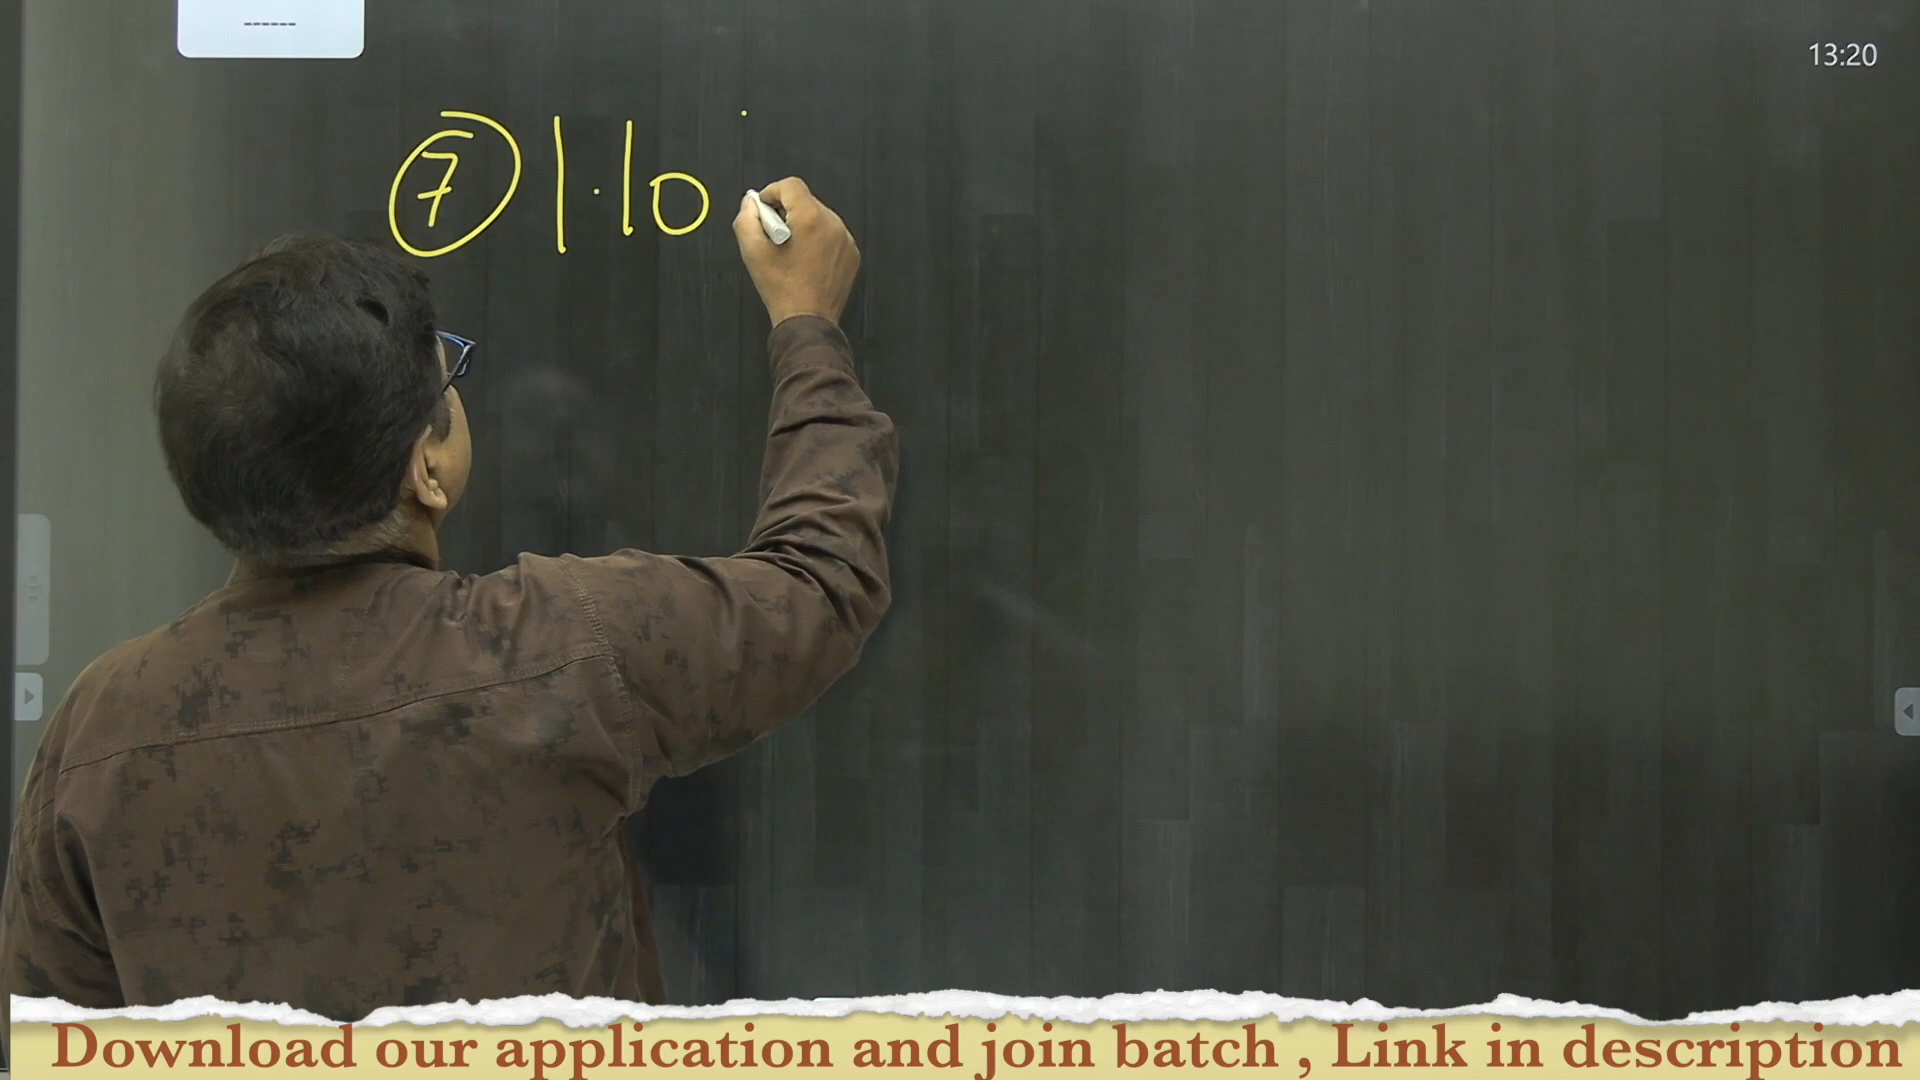 ------
13:20
⑦ 1.10
Download our application and join batch , Link in description